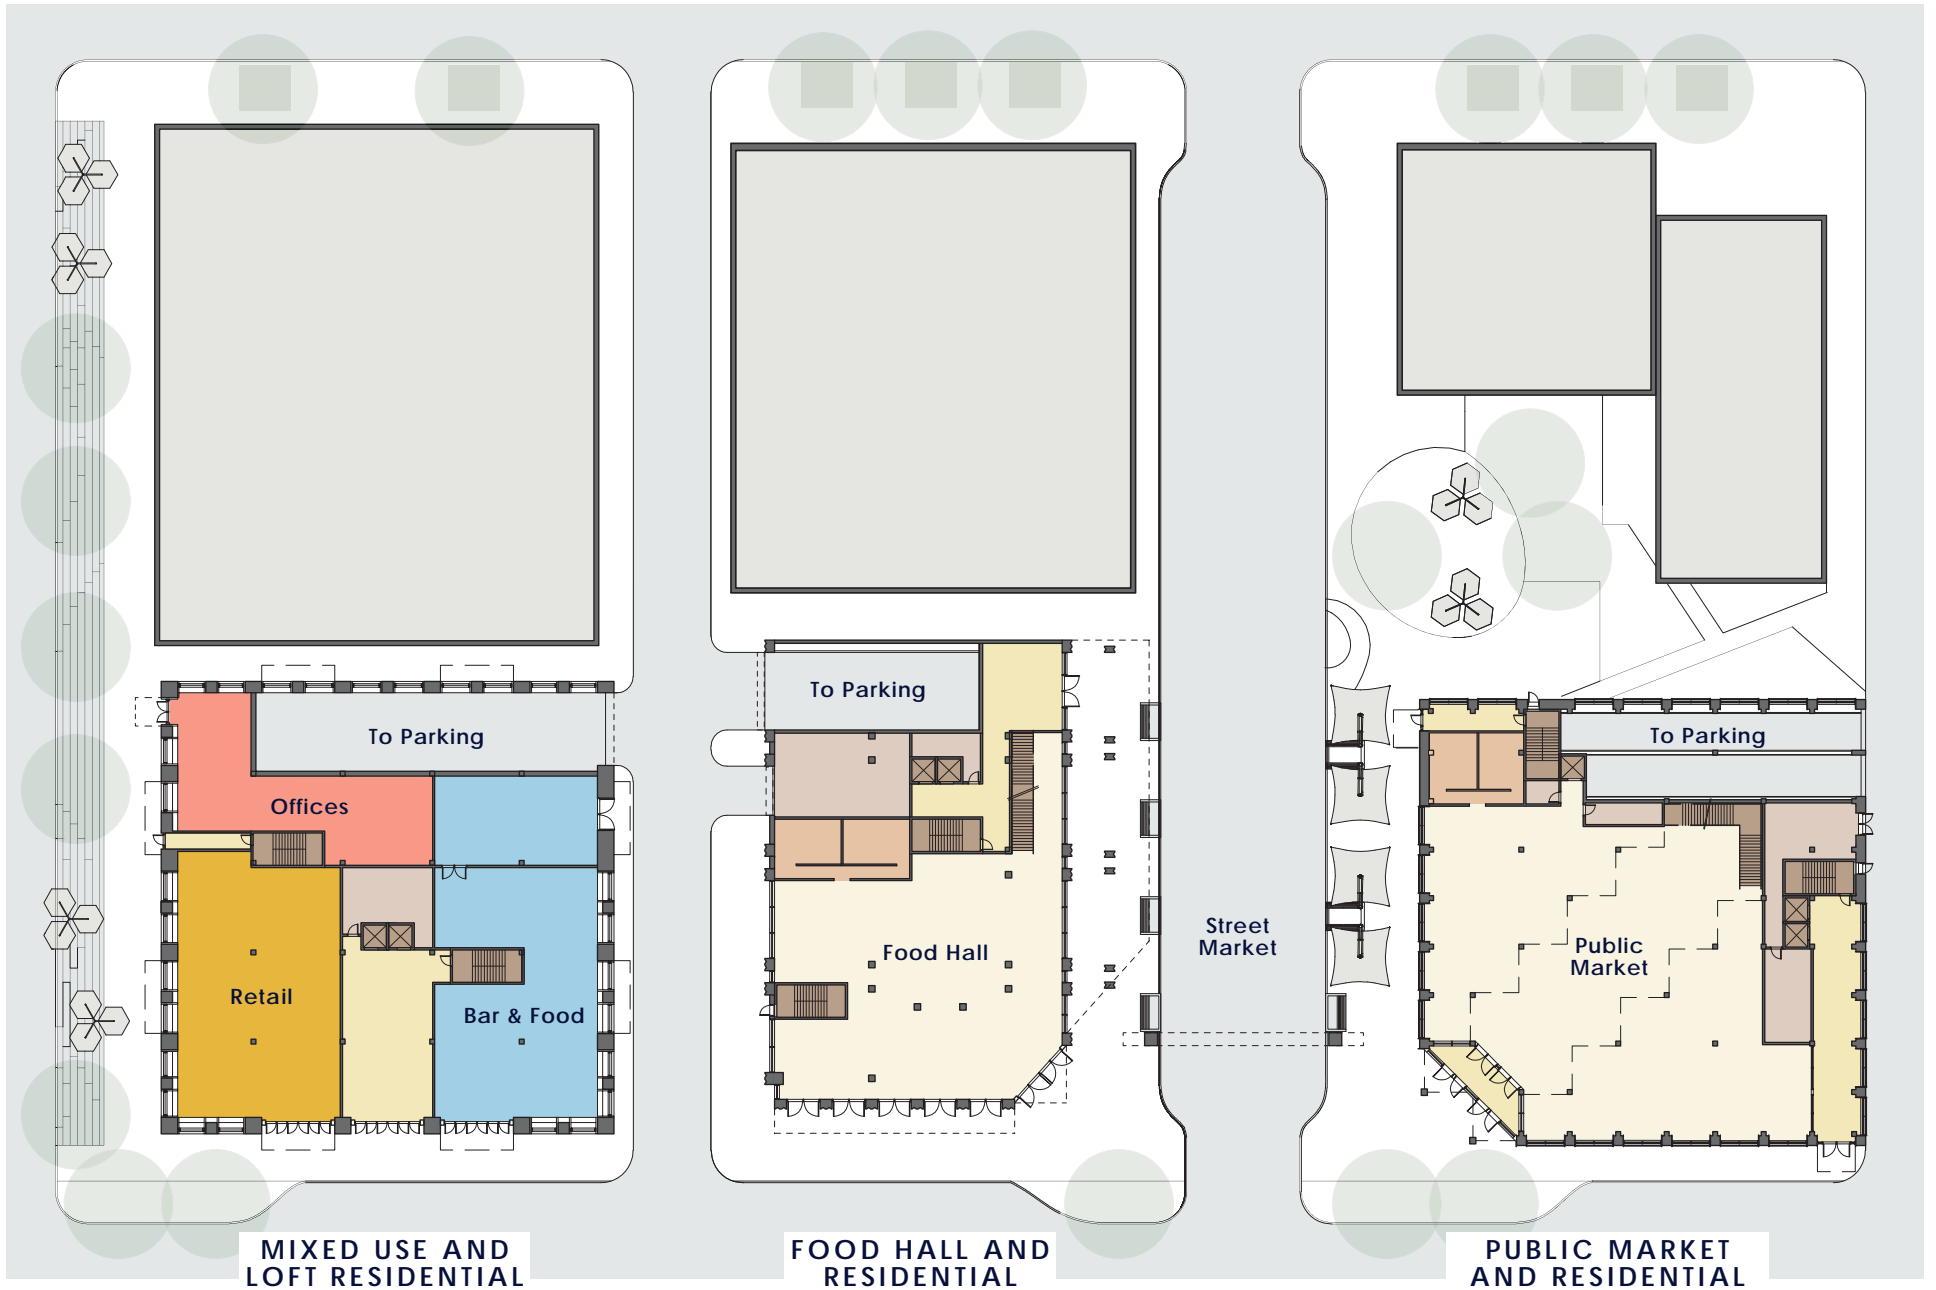 To Parking
Offices
Retail
Bar & Food
MIXED USE AND
LOFT RESIDENTIAL
To Parking
Food Hall
FOOD HALL AND
RESIDENTIAL
Street
Market
To Parking
Public
Market
PUBLIC MARKET
AND RESIDENTIAL